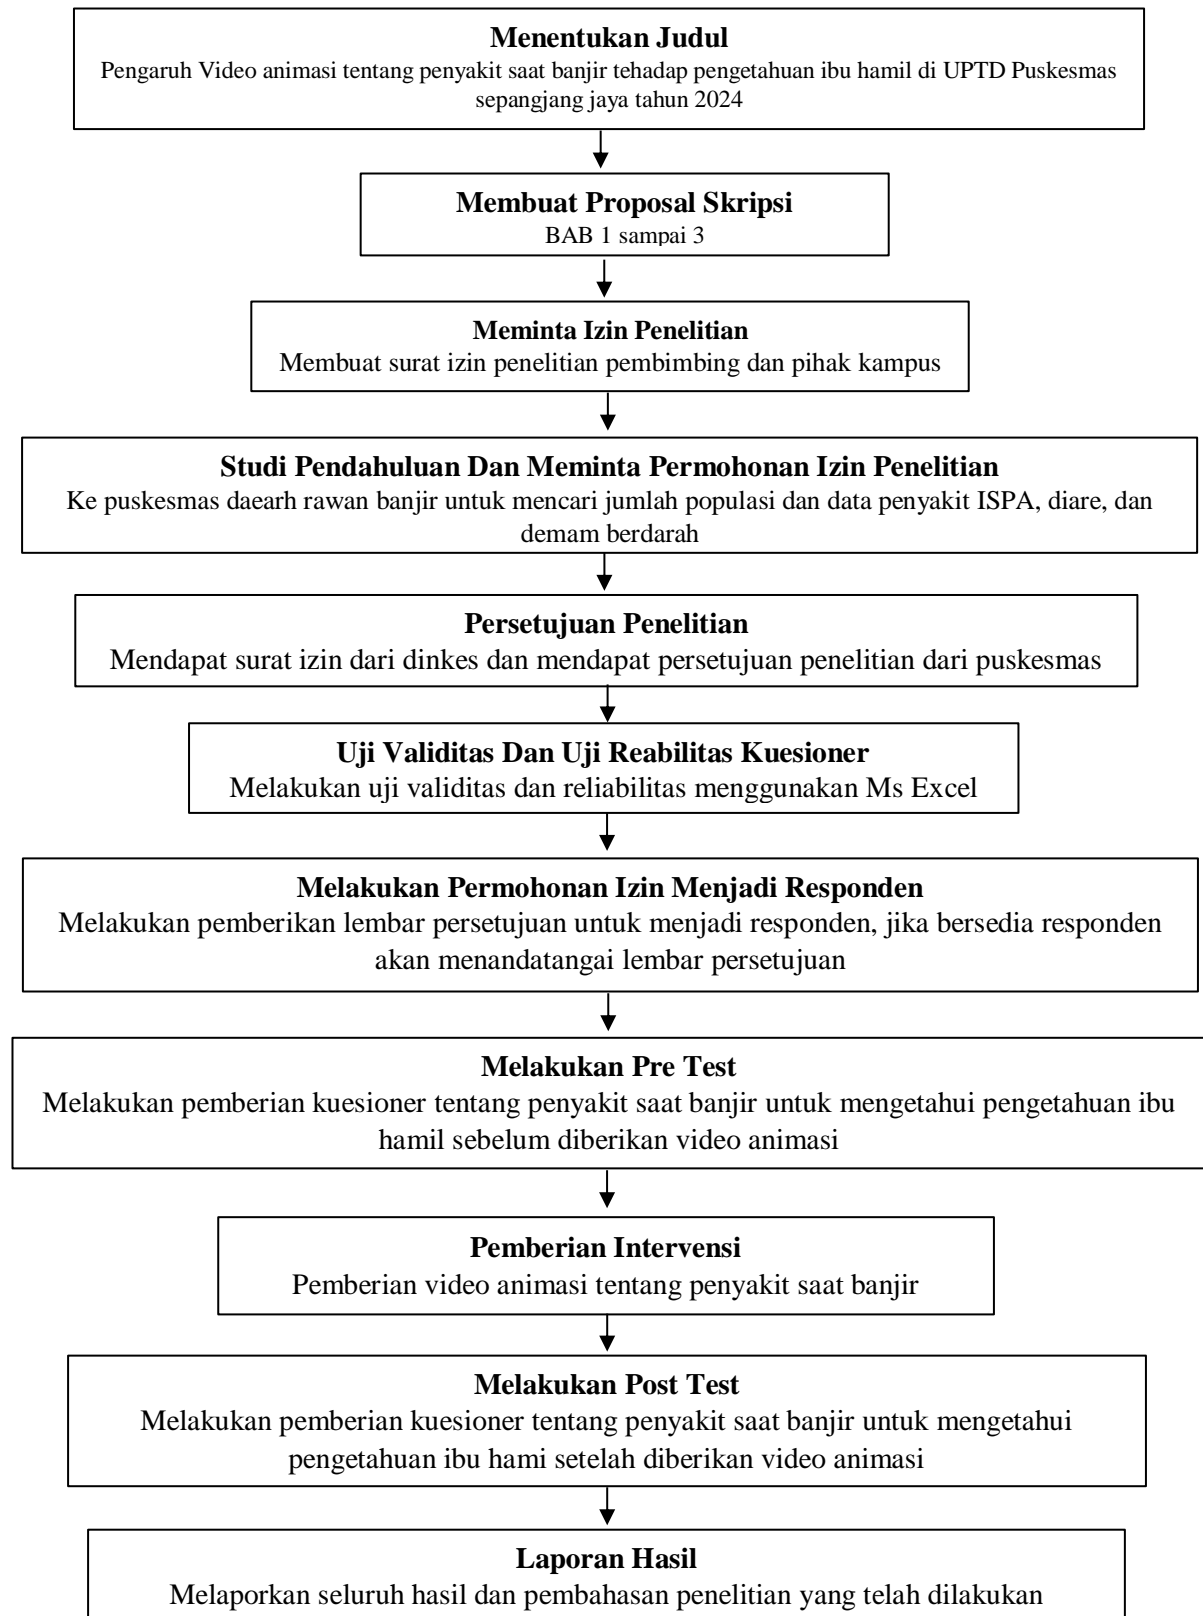 Menentukan Judul
Pengaruh Video animasi tentang penyakit saat banjir tehadap pengetahuan ibu hamil di UPTD Puskesmas
sepangjang jaya tahun 2024
Membuat Proposal Skripsi
BAB 1 sampai 3
Meminta Izin Penelitian
Membuat surat izin penelitian pembimbing dan pihak kampus
Studi Pendahuluan Dan Meminta Permohonan Izin Penelitian
Ke puskesmas daearh rawan banjir untuk mencari jumlah populasi dan data penyakit ISPA, diare, dan
demam berdarah
Persetujuan Penelitian
Mendapat surat izin dari dinkes dan mendapat persetujuan penelitian dari puskesmas
Uji Validitas Dan Uji Reabilitas Kuesioner
Melakukan uji validitas dan reliabilitas menggunakan Ms Excel
Melakukan Permohonan Izin Menjadi Responden
Melakukan pemberikan lembar persetujuan untuk menjadi responden, jika bersedia responden
akan menandatangai lembar persetujuan
Melakukan Pre Test
Melakukan pemberian kuesioner tentang penyakit saat banjir untuk mengetahui pengetahuan ibu
hamil sebelum diberikan video animasi
Pemberian Intervensi
Pemberian video animasi tentang penyakit saat banjir
Melakukan Post Test
Melakukan pemberian kuesioner tentang penyakit saat banjir untuk mengetahui
pengetahuan ibu hami setelah diberikan video animasi
Laporan Hasil
Melaporkan seluruh hasil dan pembahasan penelitian yang telah dilakukan